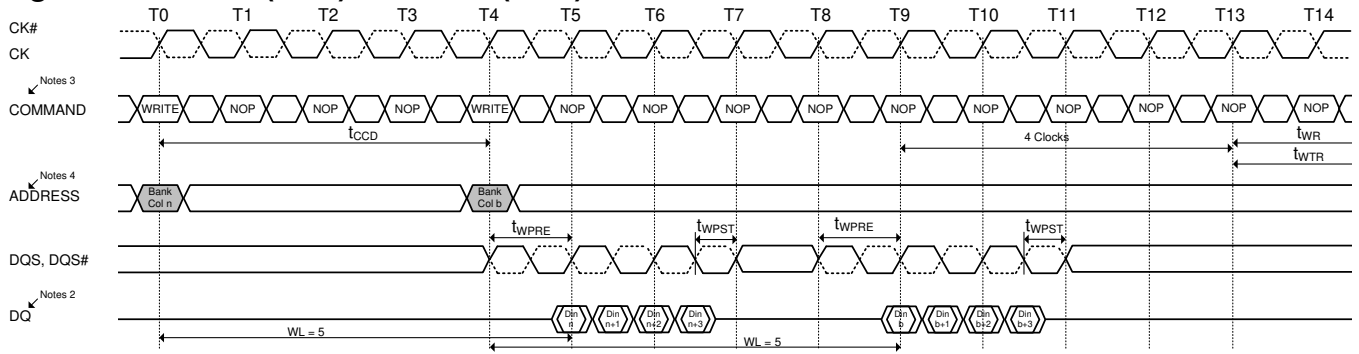 T0 T1 T2 T3 T4 T5 T6 T7 T8 T9 T10 T11 T12 T13 T14
CK#
CK
Notes 3
COMMAND WRITE NOP NOP NOP WRITE NOP NOP NOP NOP NOP NOP NOP NOP NOP NOP
tCCD 4 Clocks tWR
tWTR
Notes 4
ADDRESS
Bank Bank
Col n Col b
tWPRE tWPST tWPRE tWPST
DQS, DQS#
Notes 2
DQ
Din Din Din Din Din Din Din Din
n n+1 n+2 n+3 b b+1 b+2 b+3
WL = 5
WL = 5